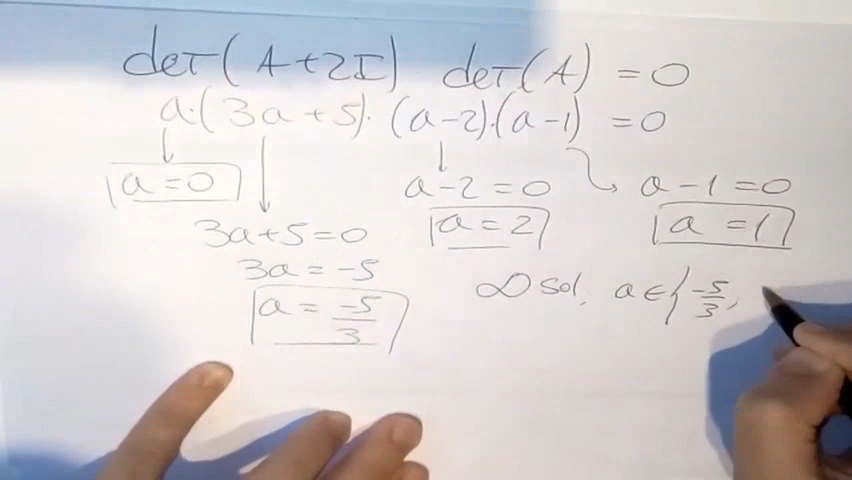 det(A+2I) det(A) = 0
a·(3a+5)·(a-2)·(a-1) = 0
a = 0
a-2 = 0
a-1 = 0
a = 2
a = 1
3a+5 = 0
3a = -5
a = -5/3
∞ sol, a ∈ { -5/3,